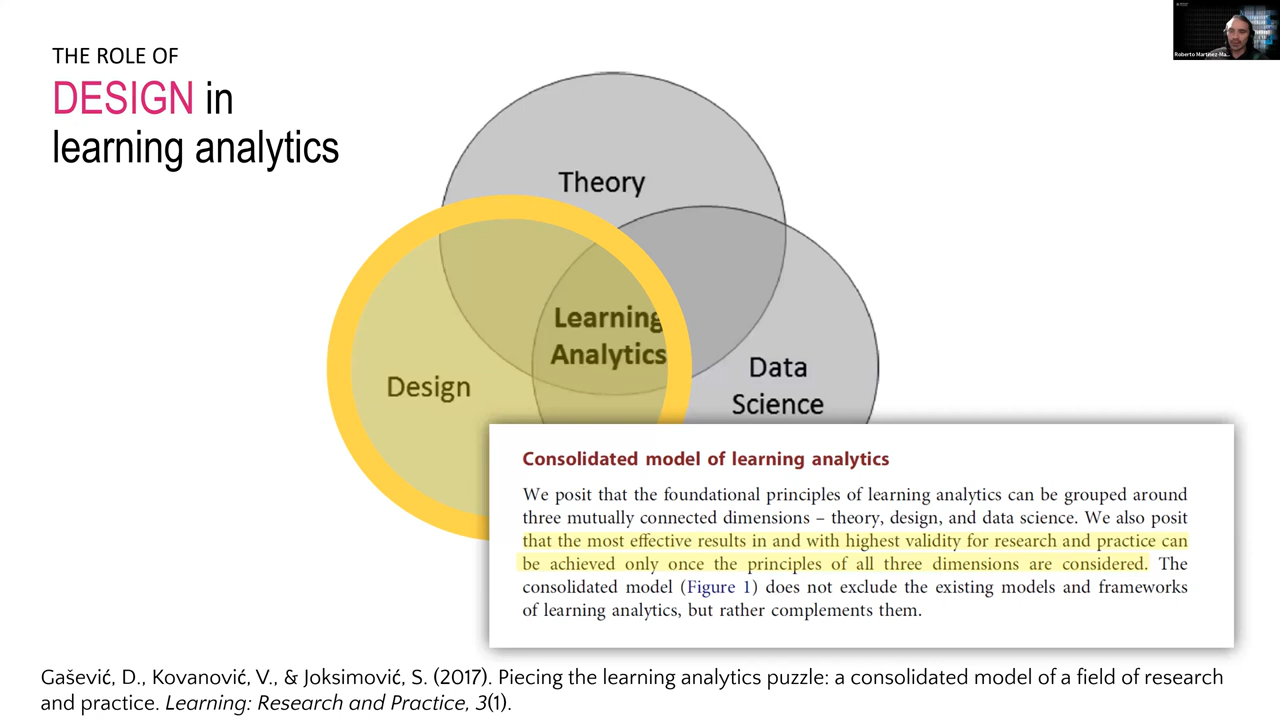 THE ROLE OF
DESIGN in
learning analytics
Theory
Learning
Analytics
Design
Data
Science
Consolidated model of learning analytics
We posit that the foundational principles of learning analytics can be grouped around
three mutually connected dimensions – theory, design, and data science. We also posit
that the most effective results in and with highest validity for research and practice can
be achieved only once the principles of all three dimensions are considered. The
consolidated model (Figure 1) does not exclude the existing models and frameworks
of learning analytics, but rather complements them.
Gašević, D., Kovanović, V., & Joksimović, S. (2017). Piecing the learning analytics puzzle: a consolidated model of a field of research
and practice. Learning: Research and Practice, 3(1).
Roberto Martinez-Ma...